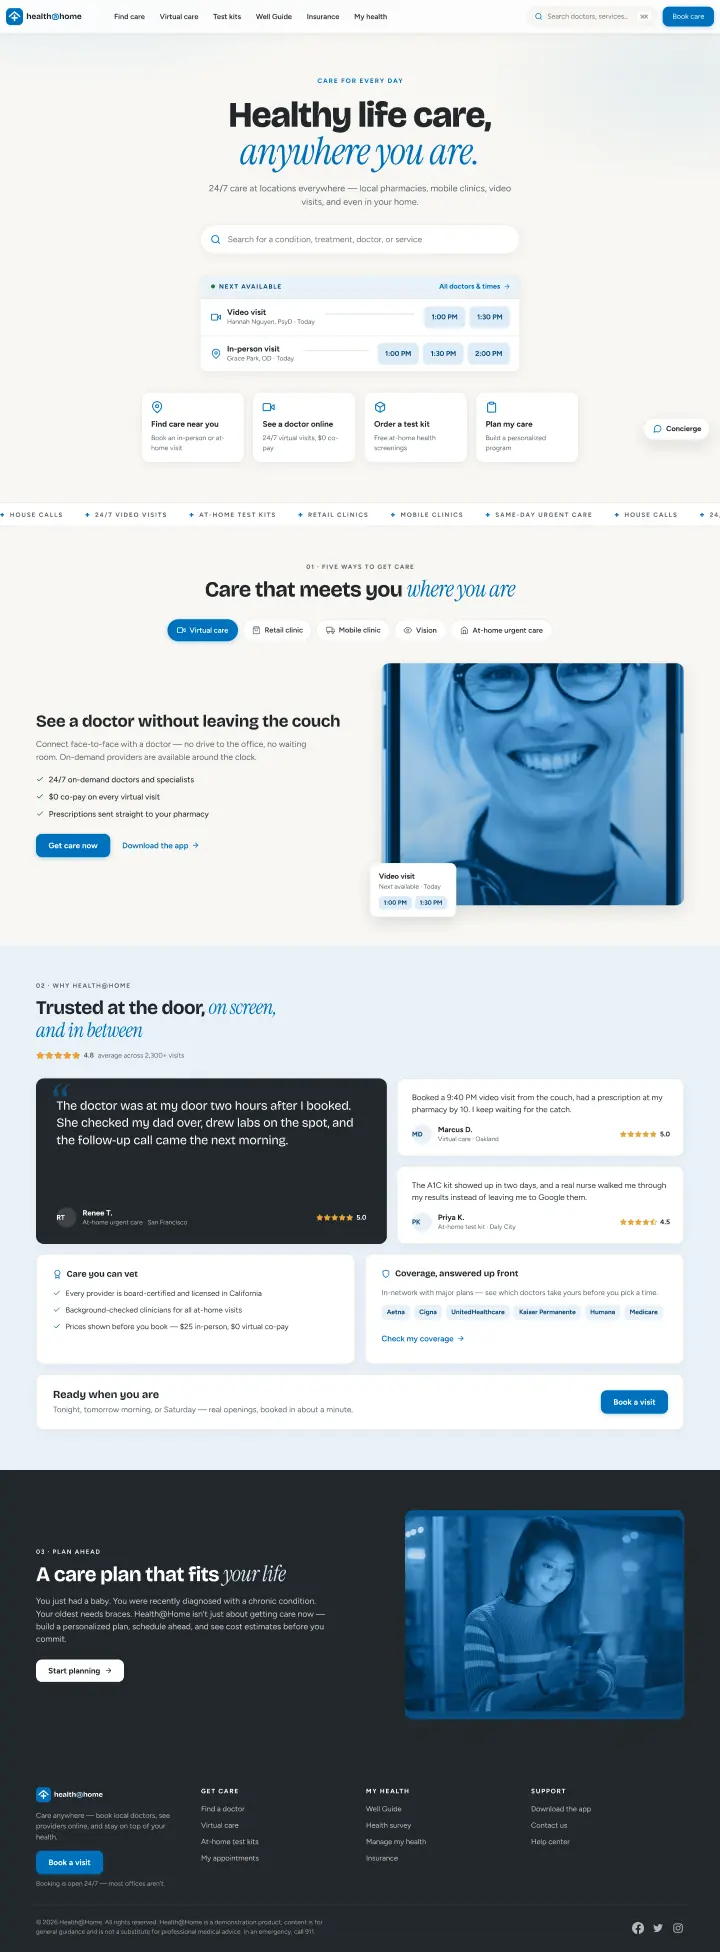 health@home
Find care
Virtual care
Test kits
Well Guide
Insurance
My health
Search doctors, services...
⌘K
Book care
CARE FOR EVERY DAY
Healthy life care,
anywhere you are.
24/7 care at locations everywhere — local pharmacies, mobile clinics, video
visits, and even in your home.
Search for a condition, treatment, doctor, or service
NEXT AVAILABLE
All doctors & times →
Video visit
Hannah Nguyen, PsyD · Today
1:00 PM
1:30 PM
In-person visit
Grace Park, OD · Today
1:00 PM
1:30 PM
2:00 PM
Find care near you
Book an in-person or at-
home visit
See a doctor online
24/7 virtual visits, $0 co-
pay
Order a test kit
Free at-home health
screenings
Plan my care
Build a personalized
program
Concierge
HOUSE CALLS
24/7 VIDEO VISITS
AT-HOME TEST KITS
RETAIL CLINICS
MOBILE CLINICS
SAME-DAY URGENT CARE
HOUSE CALLS
24,
01 · FIVE WAYS TO GET CARE
Care that meets you where you are
Virtual care
Retail clinic
Mobile clinic
Vision
At-home urgent care
See a doctor without leaving the couch
Connect face-to-face with a doctor — no drive to the office, no waiting
room. On-demand providers are available around the clock.
24/7 on-demand doctors and specialists
$0 co-pay on every virtual visit
Prescriptions sent straight to your pharmacy
Get care now
Download the app →
Video visit
Next available · Today
1:00 PM
1:30 PM
02 · WHY HEALTH@HOME
Trusted at the door, on screen,
and in between
4.8 average across 2,300+ visits
“
The doctor was at my door two hours after I booked.
She checked my dad over, drew labs on the spot, and
the follow-up call came the next morning.
RT
Renee T.
At-home urgent care · San Francisco
5.0
Booked a 9:40 PM video visit from the couch, had a prescription at my
pharmacy by 10. I keep waiting for the catch.
MD
Marcus D.
Virtual care · Oakland
5.0
The A1C kit showed up in two days, and a real nurse walked me through
my results instead of leaving me to Google them.
PK
Priya K.
At-home test kit · Daly City
4.5
Care you can vet
Every provider is board-certified and licensed in California
Background-checked clinicians for all at-home visits
Prices shown before you book — $25 in-person, $0 virtual co-pay
Coverage, answered up front
In-network with major plans — see which doctors take yours before you pick a time.
Aetna
Cigna
UnitedHealthcare
Kaiser Permanente
Humana
Medicare
Check my coverage →
Ready when you are
Tonight, tomorrow morning, or Saturday — real openings, booked in about a minute.
Book a visit
03 · PLAN AHEAD
A care plan that fits your life
You just had a baby. You were recently diagnosed with a chronic condition.
Your oldest needs braces. Health@Home isn't just about getting care now —
build a personalized plan, schedule ahead, and see cost estimates before you
commit.
Start planning →
health@home
Care anywhere — book local doctors, see
providers online, and stay on top of your
health.
Book a visit
Booking is open 24/7 — most offices aren't.
GET CARE
Find a doctor
Virtual care
At-home test kits
My appointments
MY HEALTH
Well Guide
Health survey
Manage my health
Insurance
SUPPORT
Download the app
Contact us
Help center
© 2026 Health@Home. All rights reserved. Health@Home is a demonstration product; content is for
general guidance and is not a substitute for professional medical advice. In an emergency, call 911.